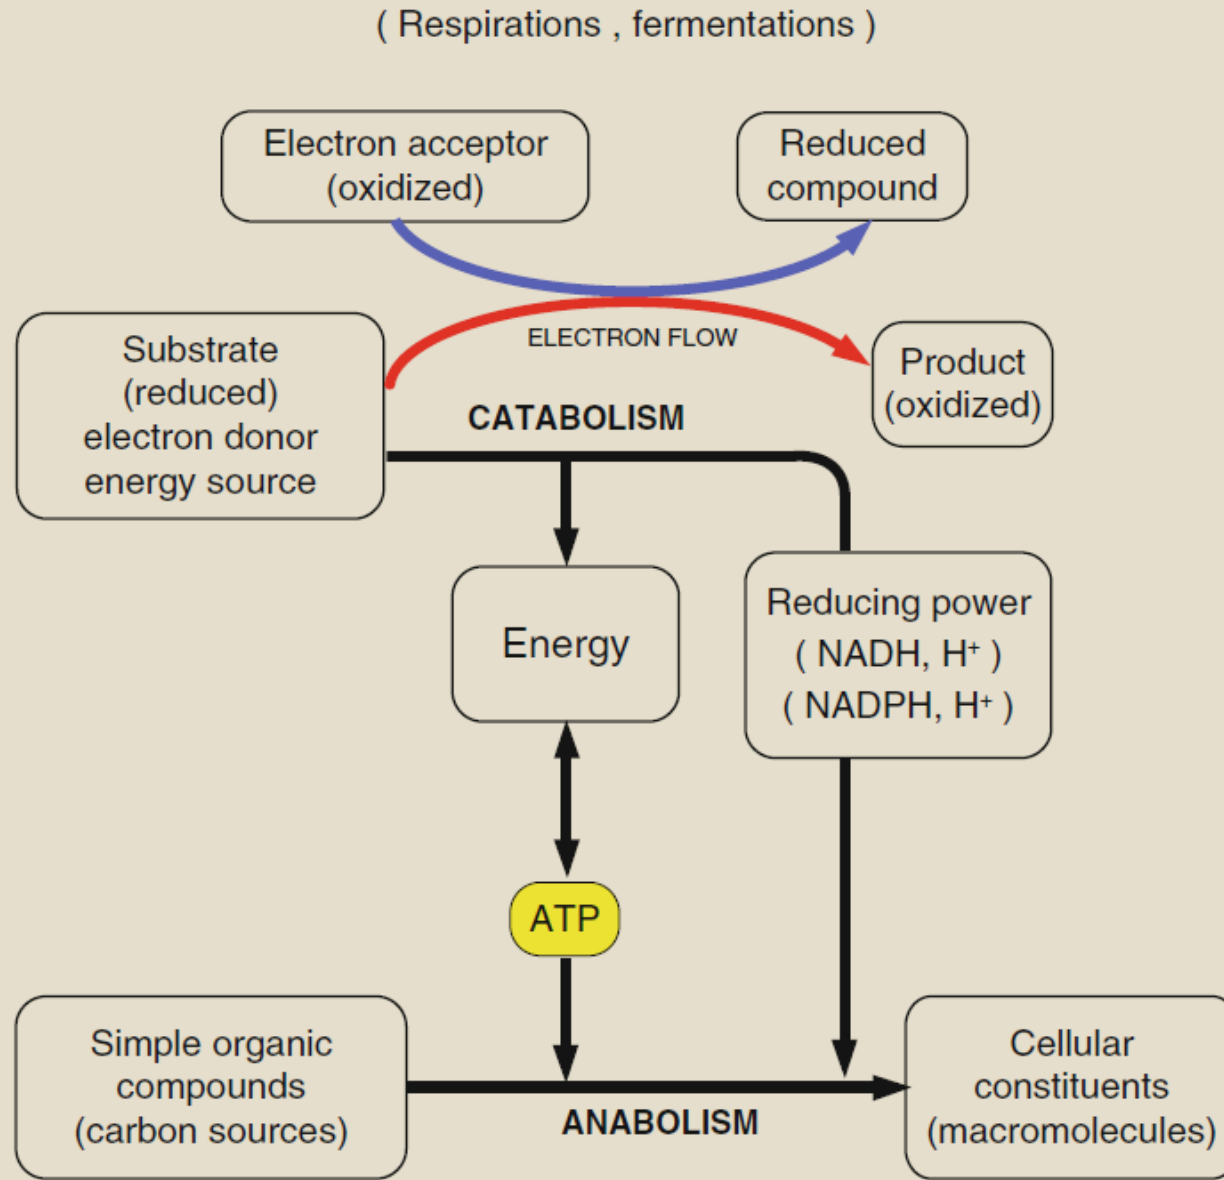 ( Respirations , fermentations )
Electron acceptor
(oxidized)
Reduced
compound
Substrate
(reduced)
electron donor
energy source
ELECTRON FLOW
Product
(oxidized)
CATABOLISM
Energy
Reducing power
( NADH, H⁺ )
( NADPH, H⁺ )
ATP
Simple organic
compounds
(carbon sources)
ANABOLISM
Cellular
constituents
(macromolecules)